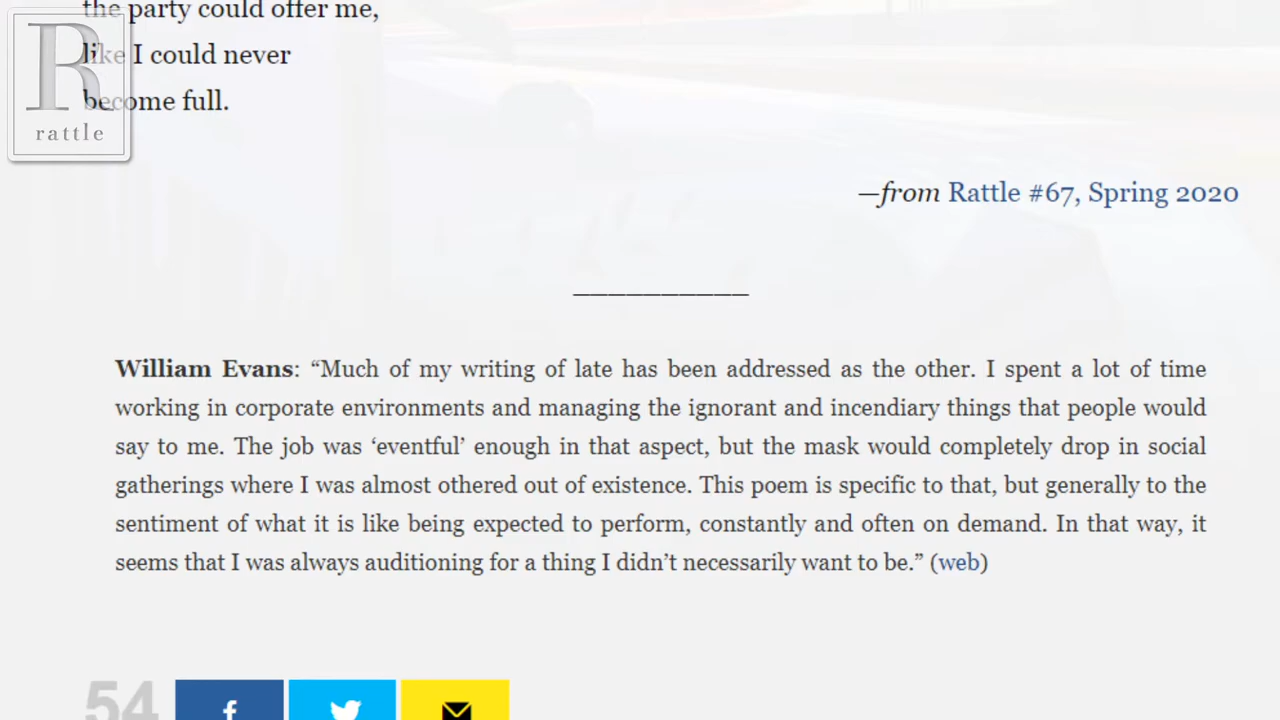 the party could offer me,
like I could never
become full.
R
rattle
—from Rattle #67, Spring 2020
__________
William Evans: “Much of my writing of late has been addressed as the other. I spent a lot of time
working in corporate environments and managing the ignorant and incendiary things that people would
say to me. The job was ‘eventful’ enough in that aspect, but the mask would completely drop in social
gatherings where I was almost othered out of existence. This poem is specific to that, but generally to the
sentiment of what it is like being expected to perform, constantly and often on demand. In that way, it
seems that I was always auditioning for a thing I didn’t necessarily want to be.” (web)
54